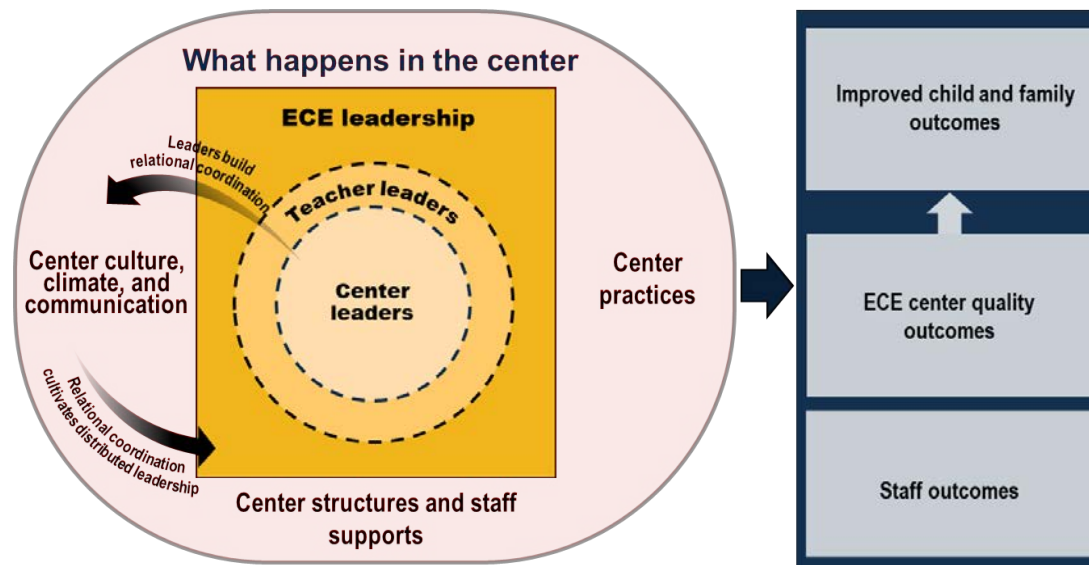 What happens in the center
ECE leadership
Leaders build
relational coordination
Teacher leaders
Center
leaders
Center culture,
climate, and
communication
Relational coordination
cultivates distributed leadership
Center structures and staff
supports
Center
practices
Improved child and family
outcomes
ECE center quality
outcomes
Staff outcomes